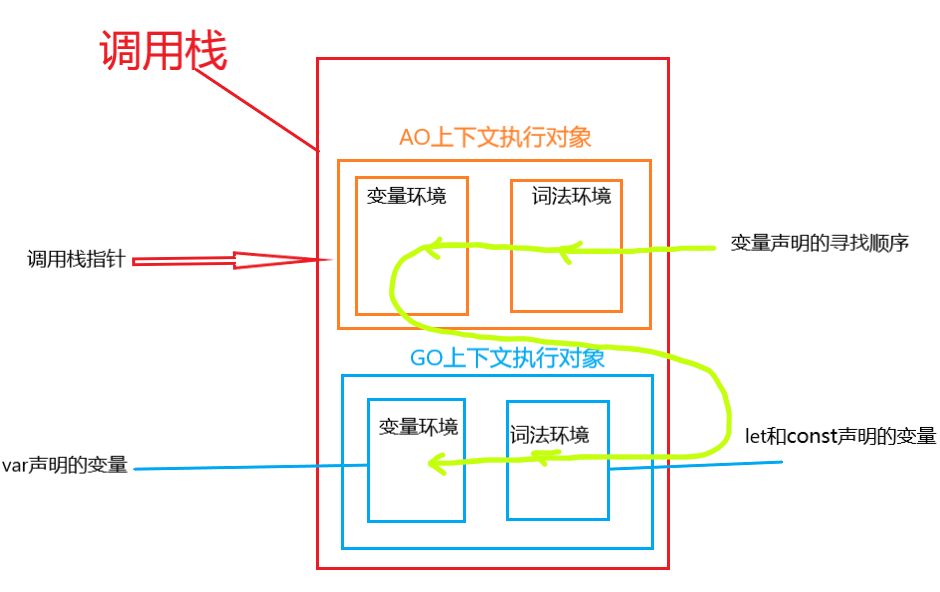 调用栈
AO上下文执行对象
变量环境
词法环境
变量声明的寻找顺序
调用栈指针
GO上下文执行对象
变量环境
词法环境
let和const声明的变量
var声明的变量